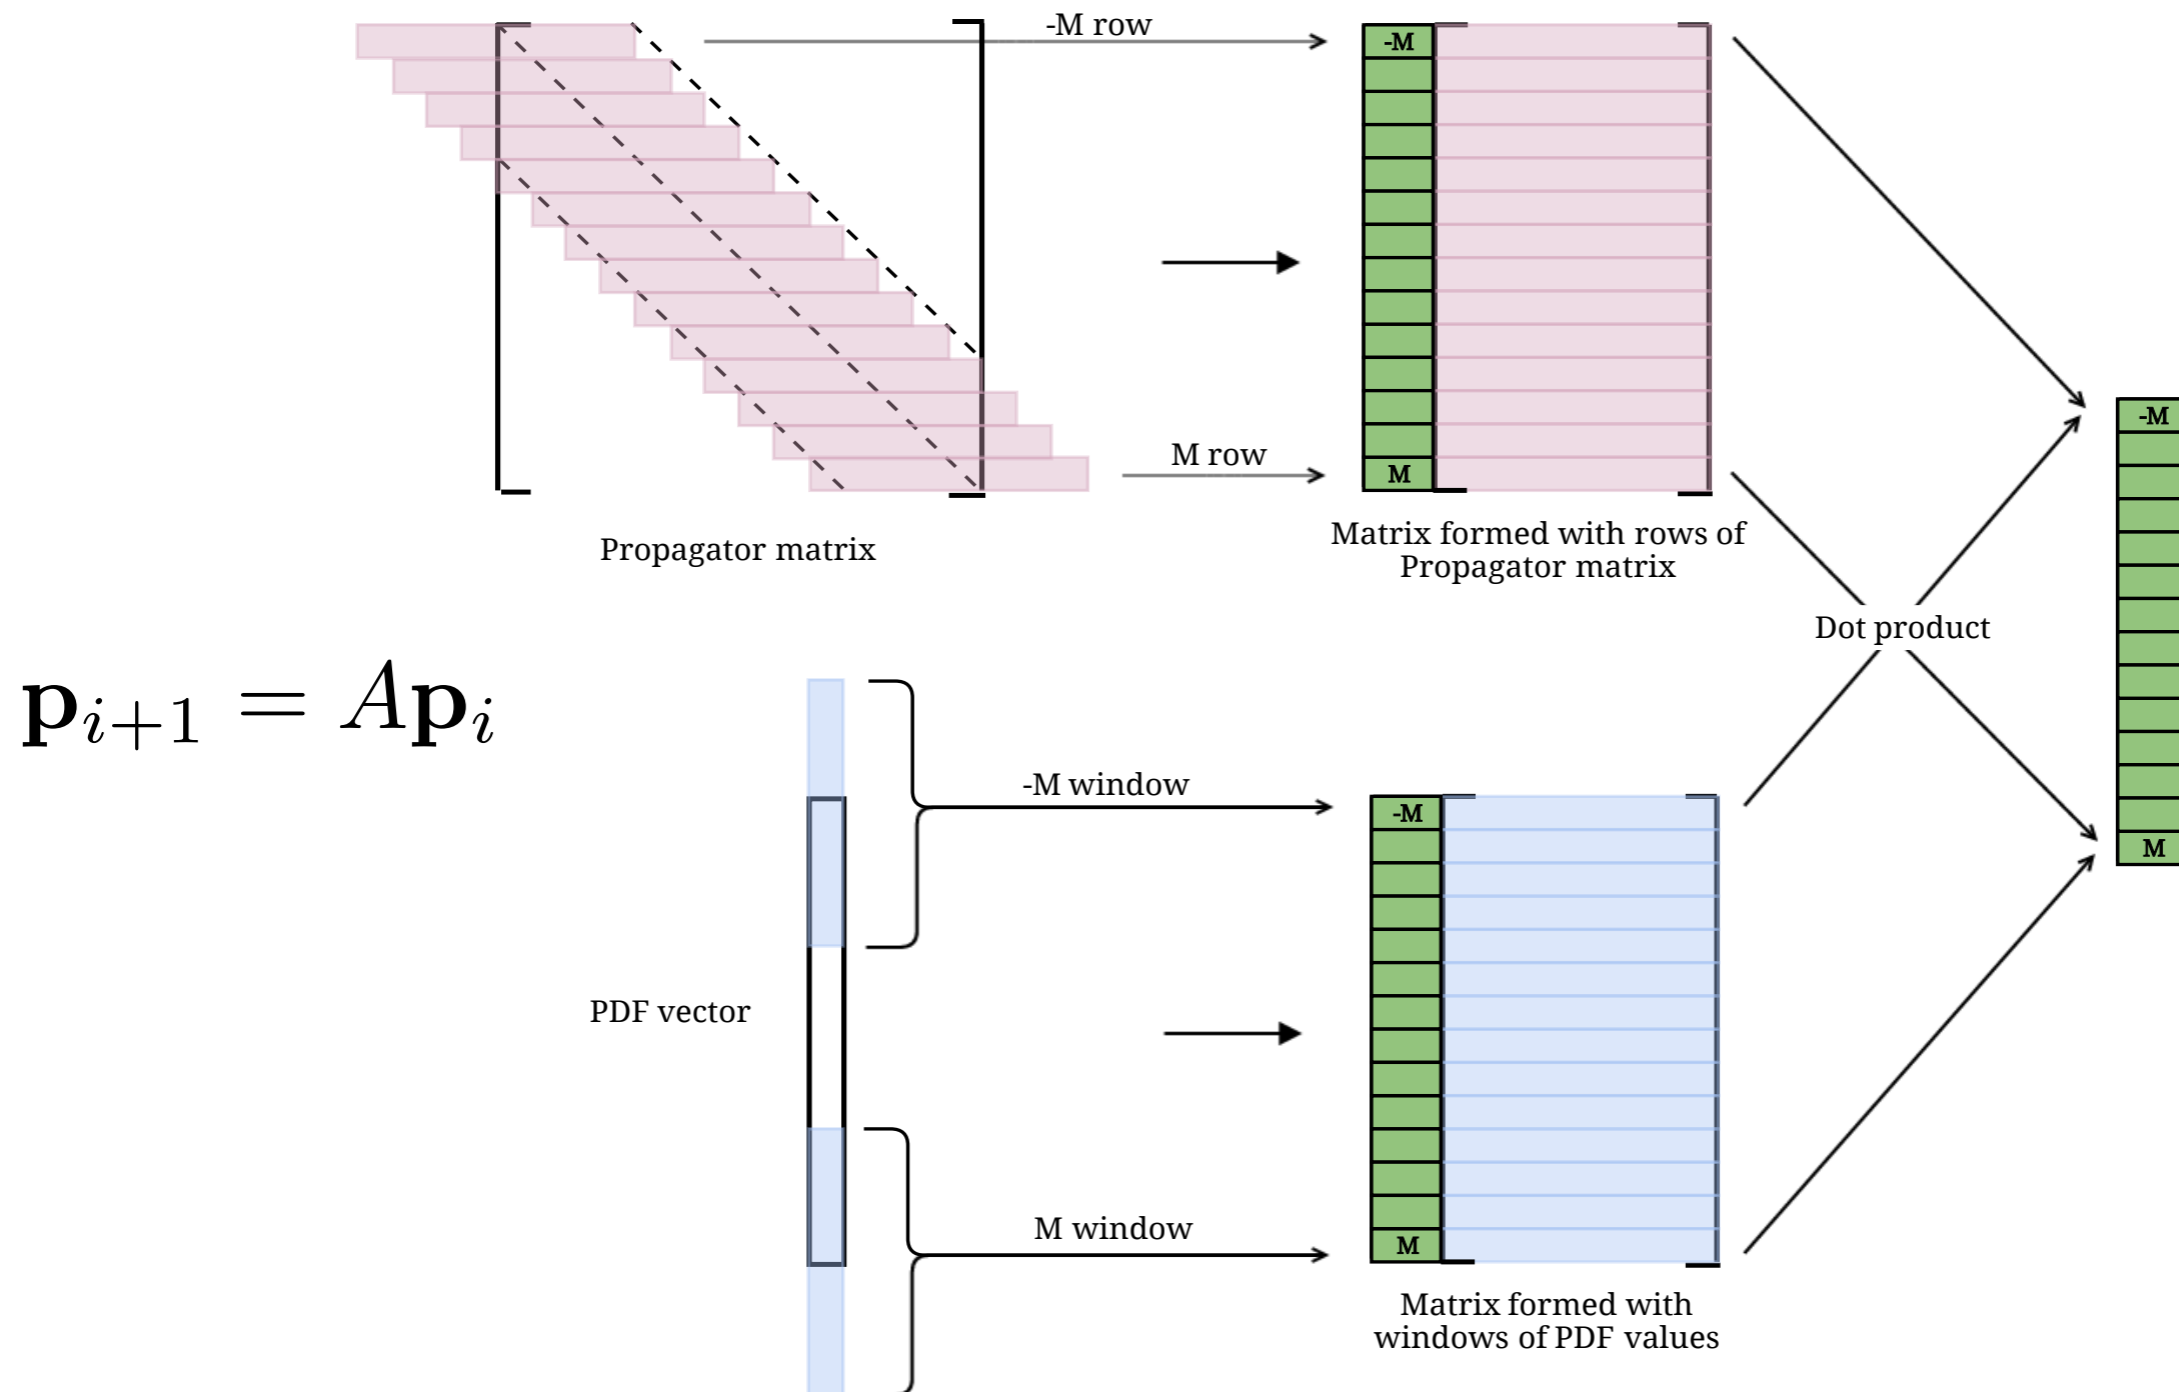 -M row
-M
M row
M
Propagator matrix
Matrix formed with rows of
Propagator matrix
-M
Dot product
𝐩_{i+1} = A𝐩_i
-M window
-M
M
PDF vector
M window
M
Matrix formed with
windows of PDF values